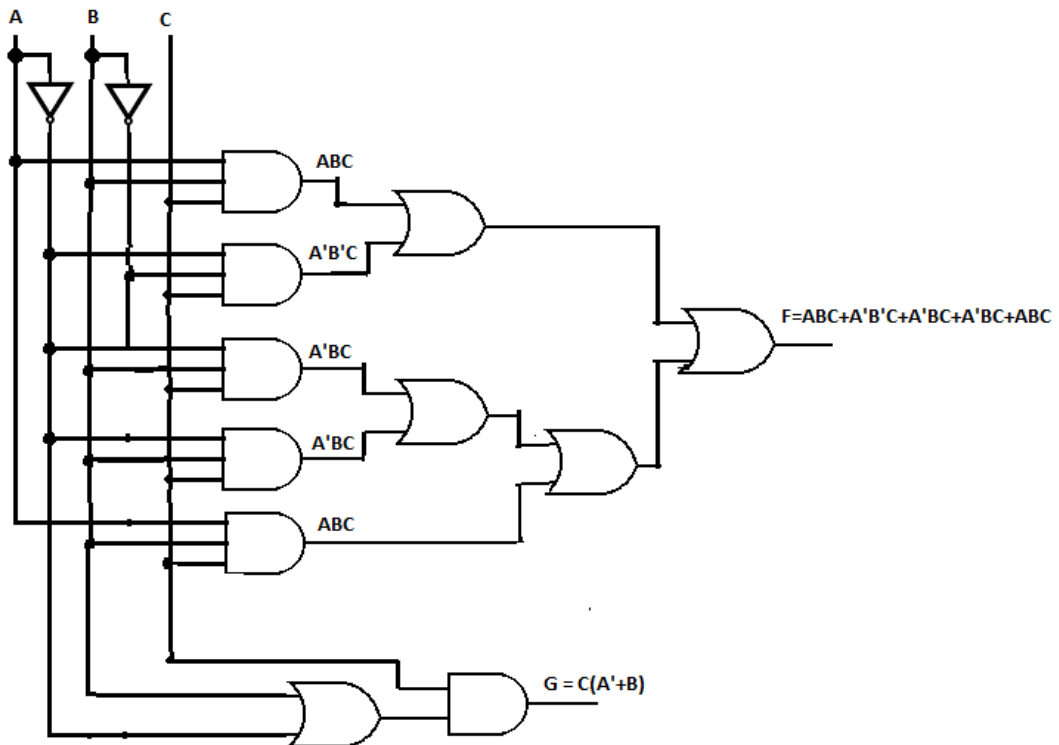 A B C
ABC
A'B'C
F=ABC+A'B'C+A'BC+A'BC+ABC
A'BC
A'BC
ABC
G = C(A'+B)